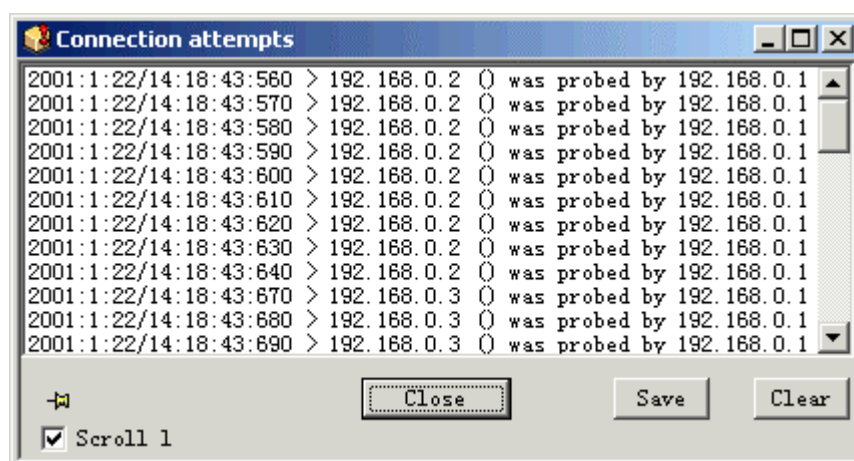 Connection attempts
2001:1:22/14:18:43:560 > 192.168.0.2 () was probed by 192.168.0.1
2001:1:22/14:18:43:570 > 192.168.0.2 () was probed by 192.168.0.1
2001:1:22/14:18:43:580 > 192.168.0.2 () was probed by 192.168.0.1
2001:1:22/14:18:43:590 > 192.168.0.2 () was probed by 192.168.0.1
2001:1:22/14:18:43:600 > 192.168.0.2 () was probed by 192.168.0.1
2001:1:22/14:18:43:610 > 192.168.0.2 () was probed by 192.168.0.1
2001:1:22/14:18:43:620 > 192.168.0.2 () was probed by 192.168.0.1
2001:1:22/14:18:43:630 > 192.168.0.2 () was probed by 192.168.0.1
2001:1:22/14:18:43:640 > 192.168.0.2 () was probed by 192.168.0.1
2001:1:22/14:18:43:670 > 192.168.0.3 () was probed by 192.168.0.1
2001:1:22/14:18:43:680 > 192.168.0.3 () was probed by 192.168.0.1
2001:1:22/14:18:43:690 > 192.168.0.3 () was probed by 192.168.0.1
Close Save Clear
Scroll l